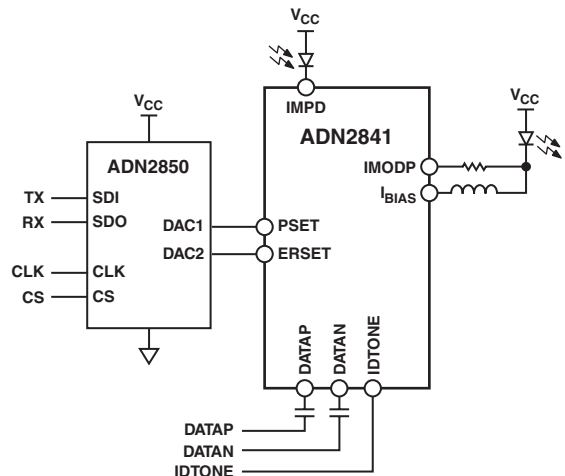 VCC
IMPD
VCC
VCC
ADN2841
ADN2850
IMODP
IBIAS
TX
SDI
RX
SDO
DAC1
PSET
DAC2
ERSET
CLK
CLK
CS
CS
DATAP
DATAN
IDTONE
DATAP
DATAN
IDTONE